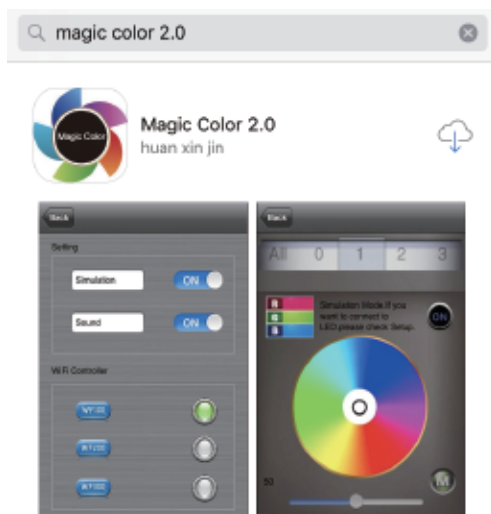 magic color 2.0
Magic Color
Magic Color 2.0
huan xin jin
Back
Setting
Simulation
ON
Sound
ON
WiFi Controller
Back
All 0 1 2 3
R
G
B
Simulation Mode.If you
want to connect to
LED,please check Setup.
ON
50
M